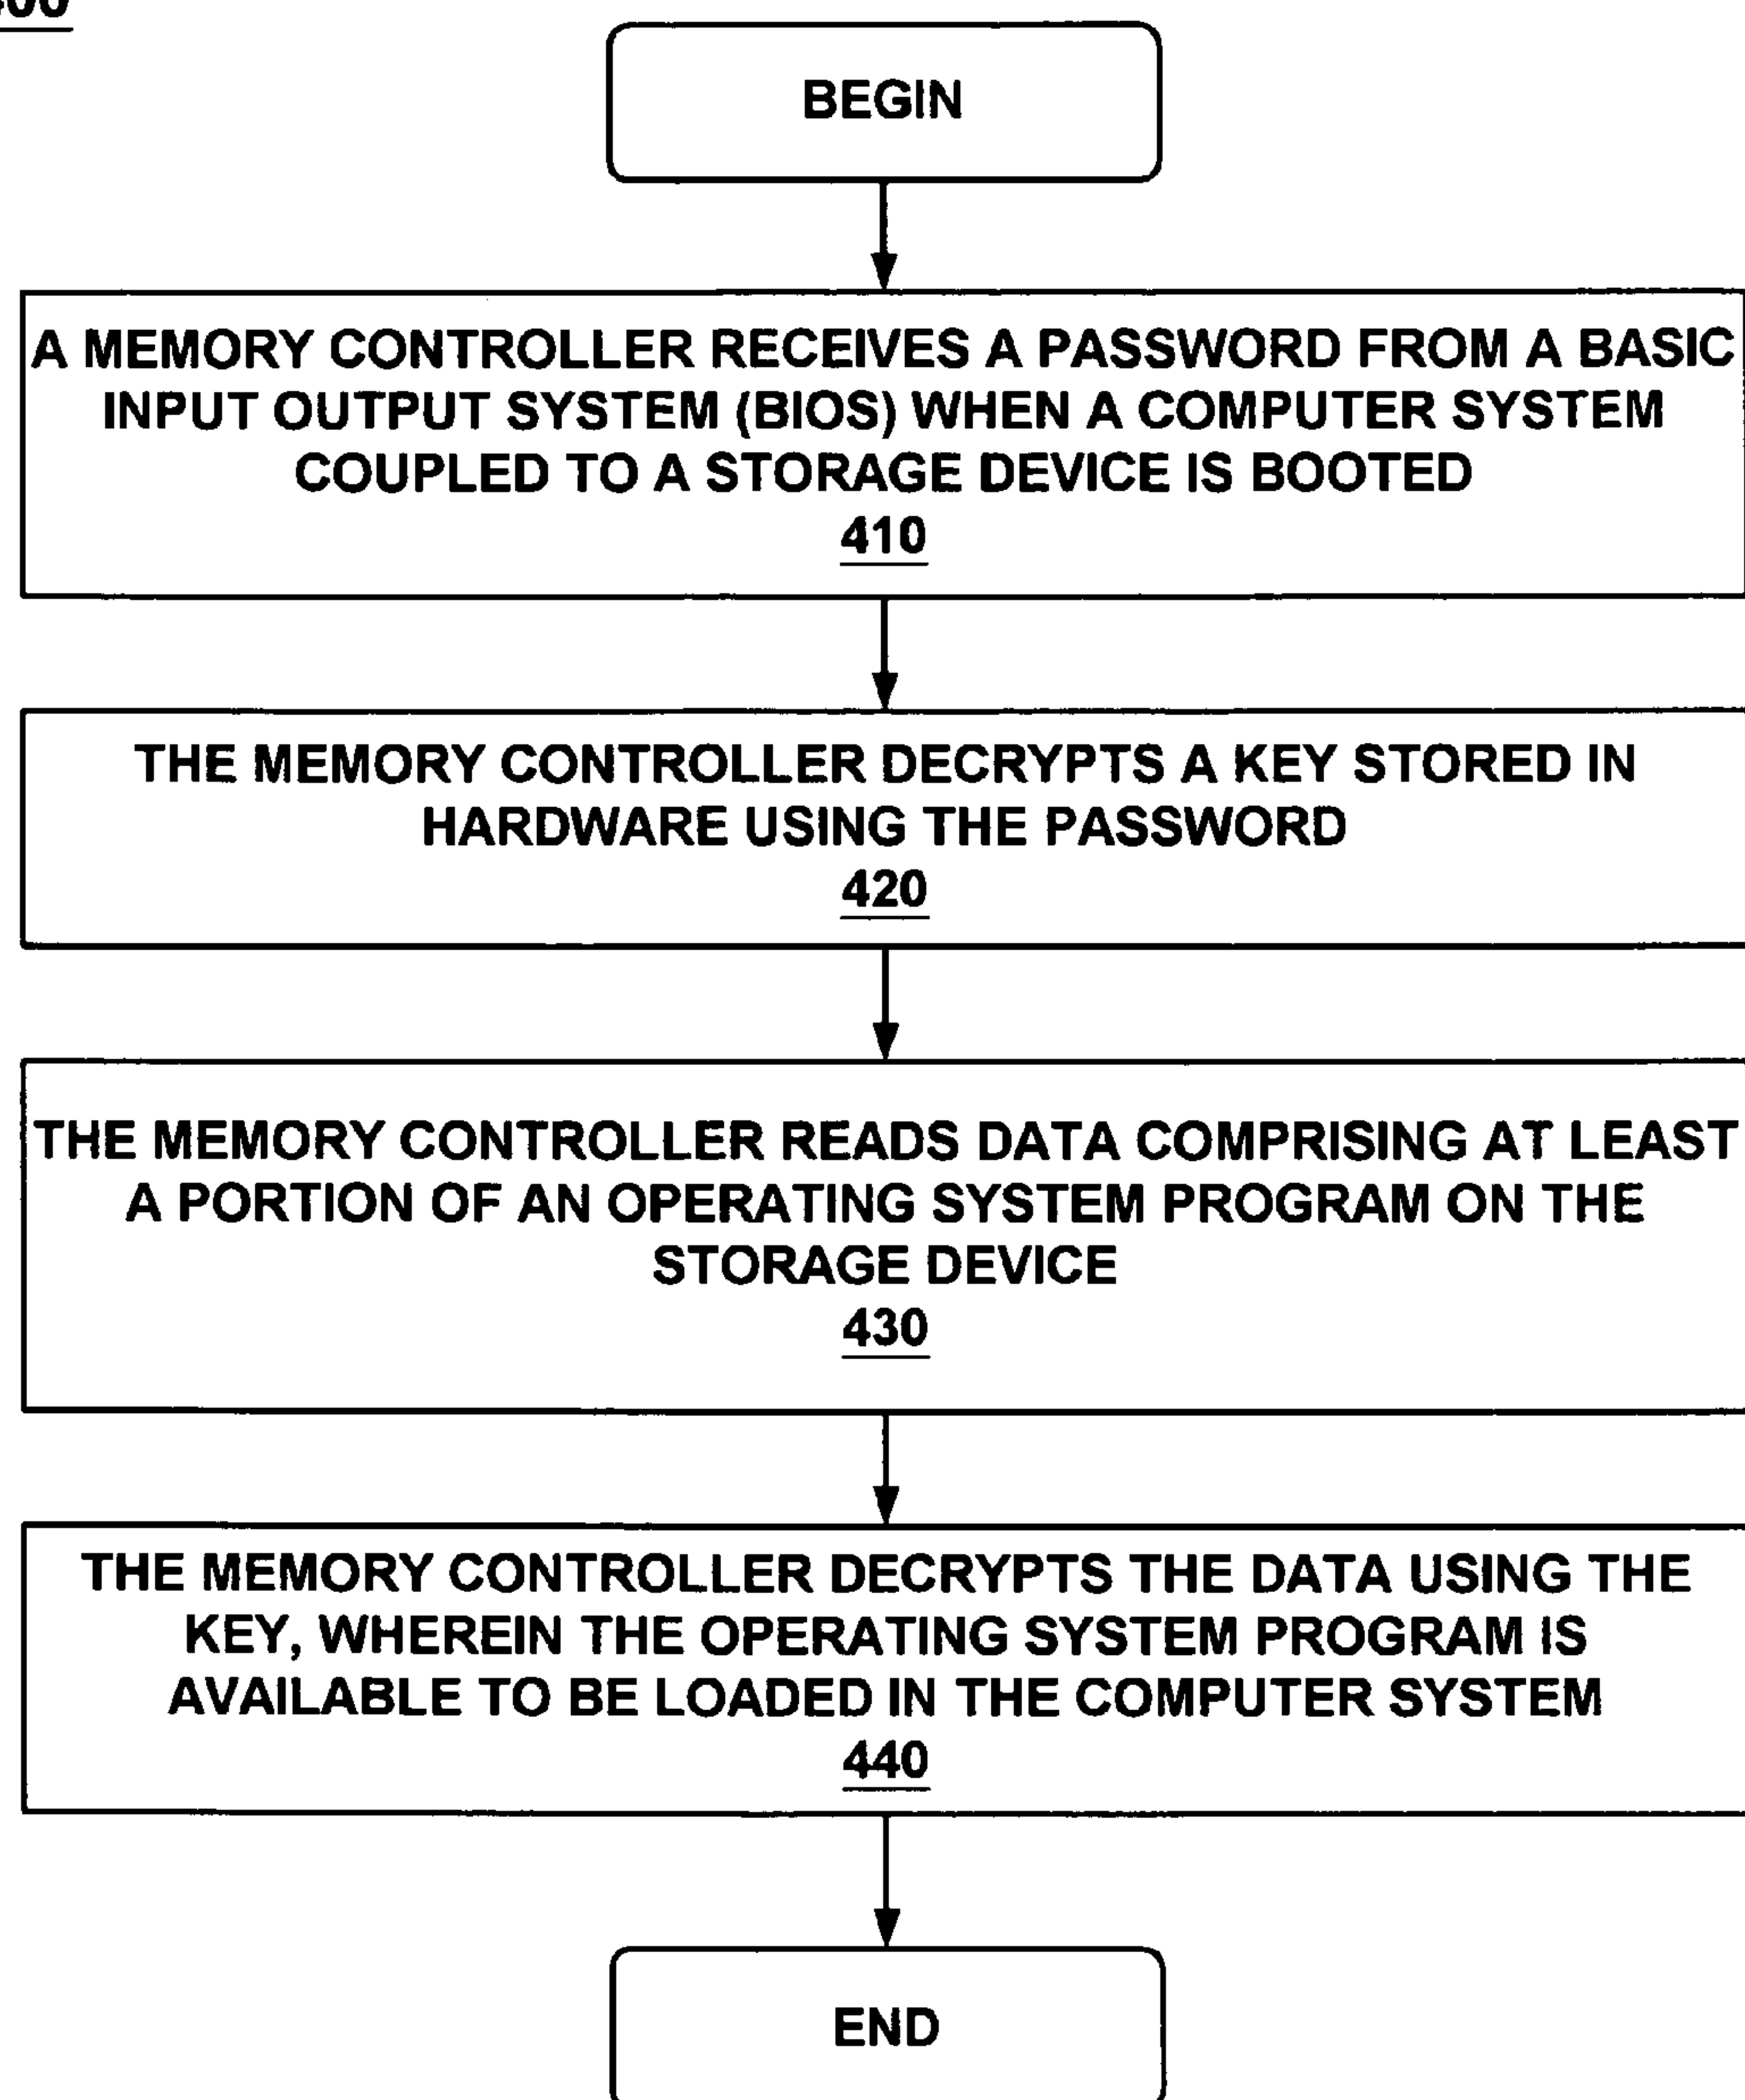 BEGIN
A MEMORY CONTROLLER RECEIVES A PASSWORD FROM A BASIC
INPUT OUTPUT SYSTEM (BIOS) WHEN A COMPUTER SYSTEM
COUPLED TO A STORAGE DEVICE IS BOOTED
410
THE MEMORY CONTROLLER DECRYPTS A KEY STORED IN
HARDWARE USING THE PASSWORD
420
THE MEMORY CONTROLLER READS DATA COMPRISING AT LEAST
A PORTION OF AN OPERATING SYSTEM PROGRAM ON THE
STORAGE DEVICE
430
THE MEMORY CONTROLLER DECRYPTS THE DATA USING THE
KEY, WHEREIN THE OPERATING SYSTEM PROGRAM IS
AVAILABLE TO BE LOADED IN THE COMPUTER SYSTEM
440
END